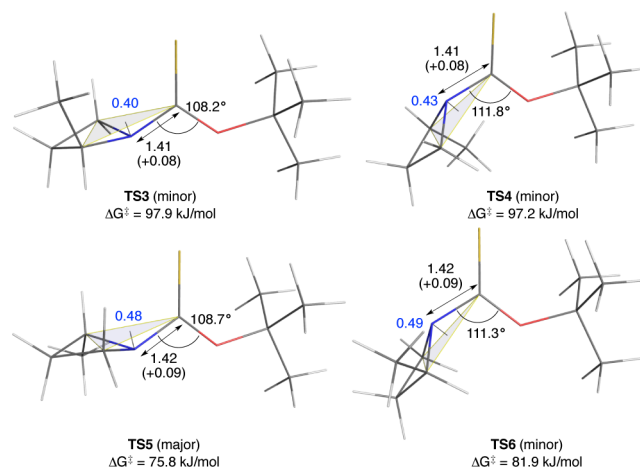 0.40
108.2°
1.41
(+0.08)
TS3 (minor)
ΔG‡ = 97.9 kJ/mol
1.41
(+0.08)
0.43
111.8°
TS4 (minor)
ΔG‡ = 97.2 kJ/mol
0.48
108.7°
1.42
(+0.09)
TS5 (major)
ΔG‡ = 75.8 kJ/mol
1.42
(+0.09)
0.49
111.3°
TS6 (minor)
ΔG‡ = 81.9 kJ/mol